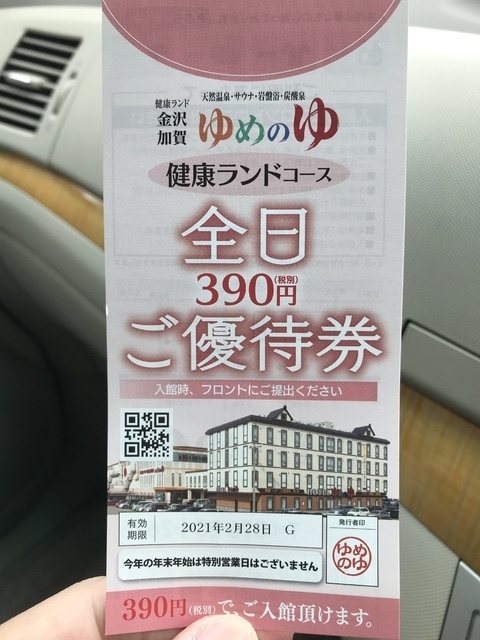 天然温泉・サウナ・岩盤浴・炭酸泉
健康ランド
金沢
加賀
ゆめのゆ
健康ランドコース
全日
390円(税別)
ご優待券
入館時、フロントにご提出ください
有効期限
2021年2月28日 G
発行者印
ゆめのゆ
今年の年末年始は特別営業日はございません
390円(税別)で、ご入館頂けます。